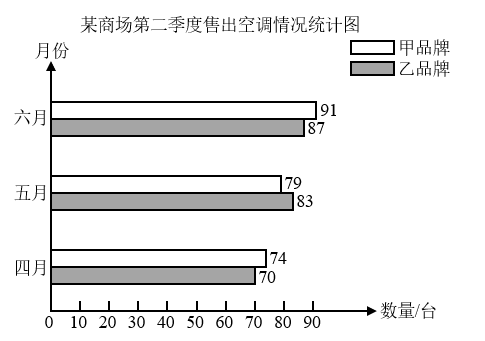 某商场第二季度售出空调情况统计图
月份
甲品牌
乙品牌
六月
91
87
五月
79
83
四月
74
70
0 10 20 30 40 50 60 70 80 90
数量/台